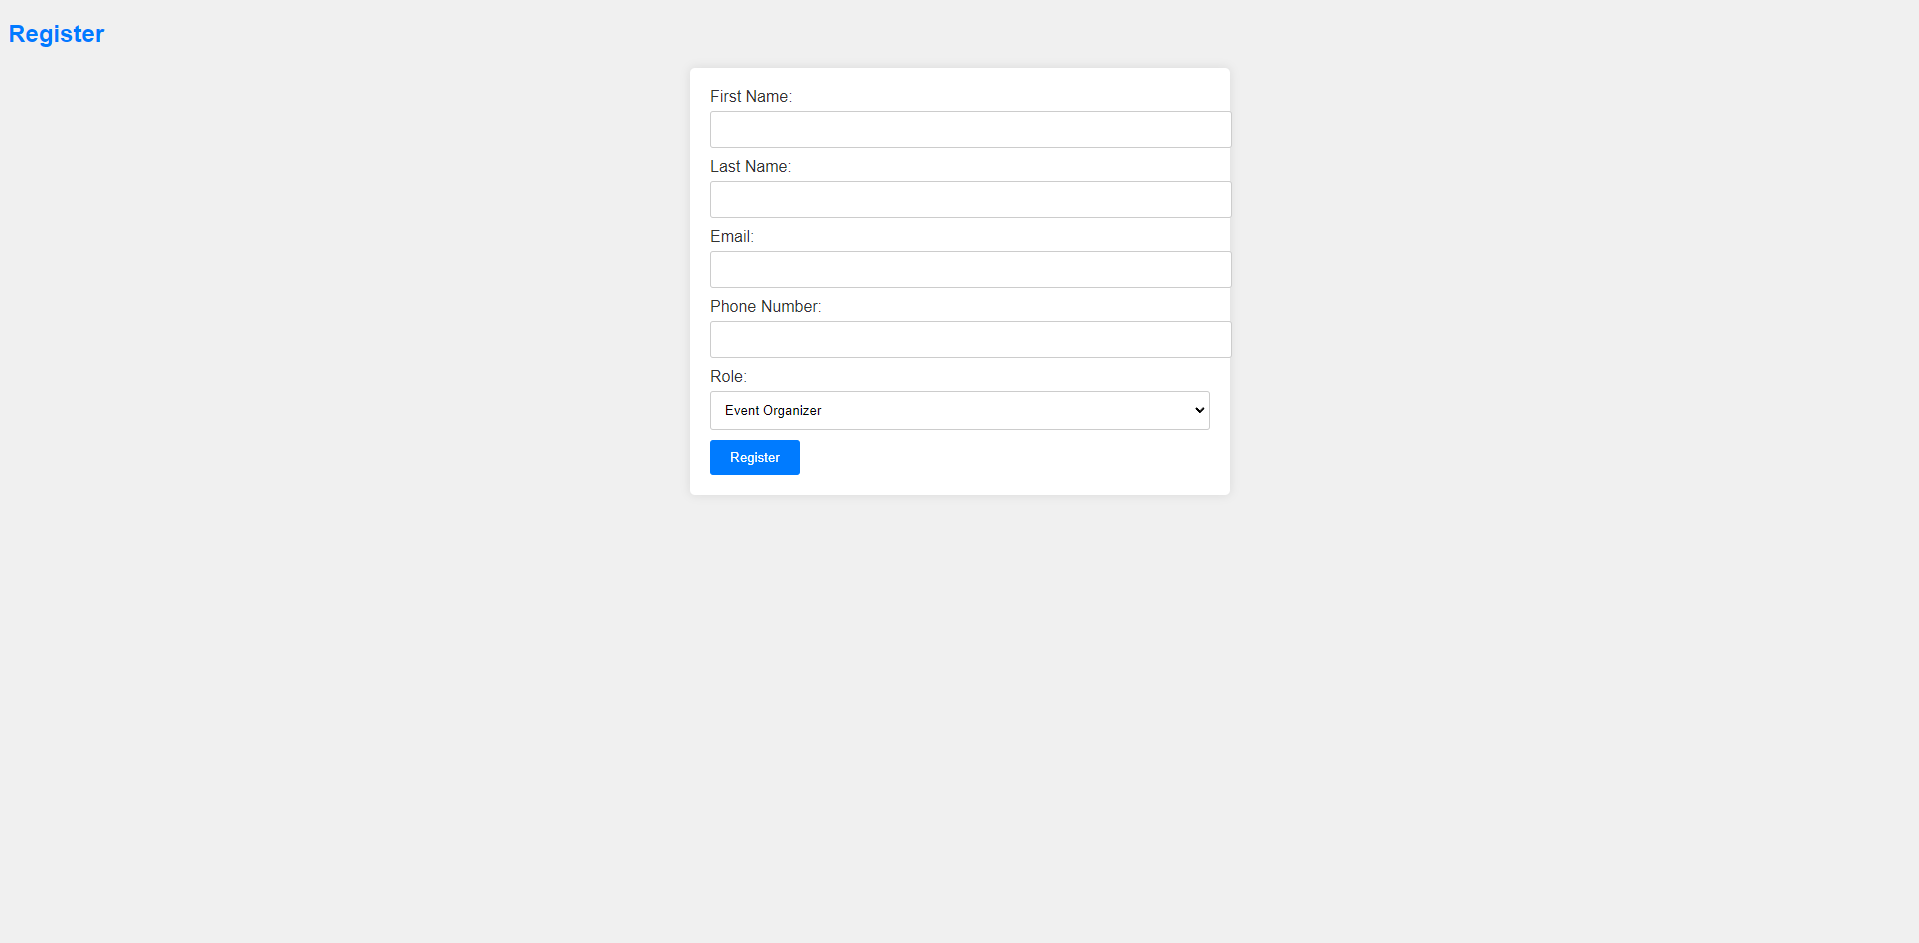 Register
First Name:
Last Name:
Email:
Phone Number:
Role:
Event Organizer
Register